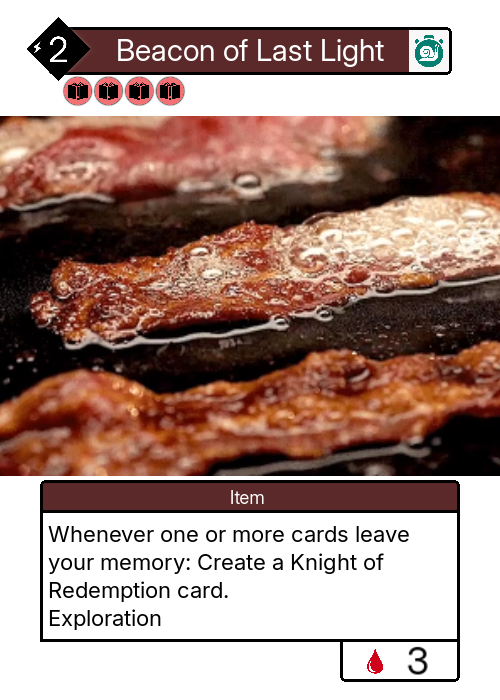 2
Beacon of Last Light
Item
Whenever one or more cards leave
your memory: Create a Knight of
Redemption card.
Exploration
3